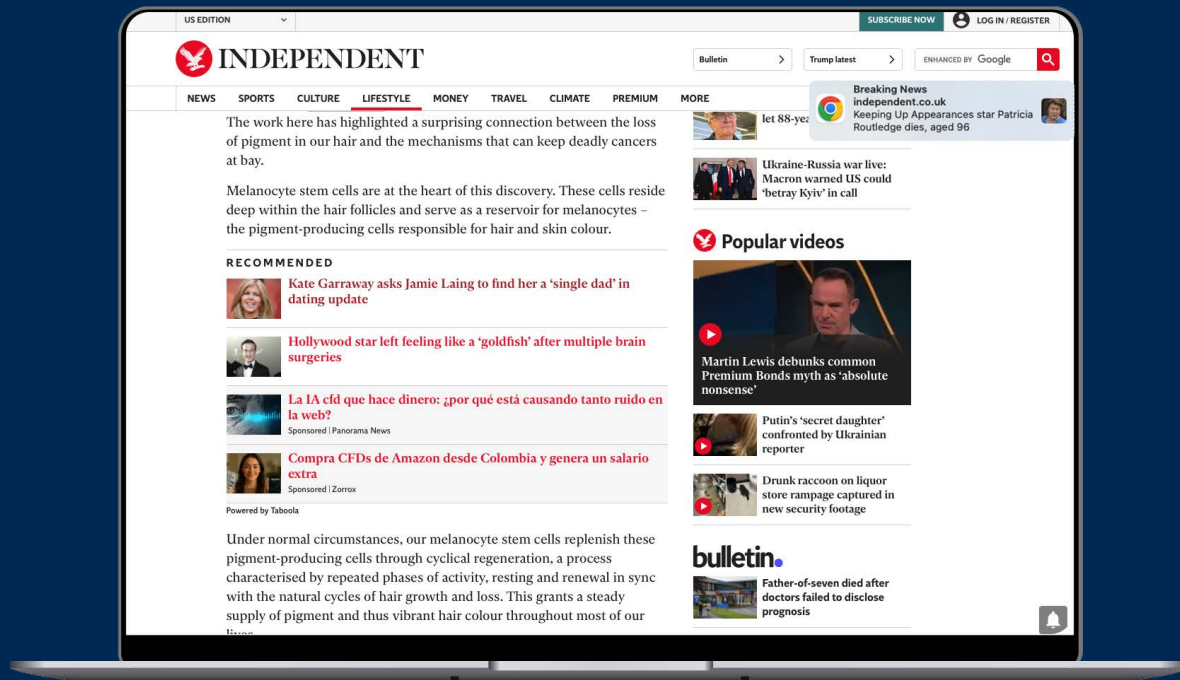 US EDITION
SUBSCRIBE NOW
LOG IN / REGISTER
INDEPENDENT
Bulletin
Trump latest
ENHANCED BY Google
NEWS SPORTS CULTURE LIFESTYLE MONEY TRAVEL CLIMATE PREMIUM MORE
Breaking News
independent.co.uk
Keeping Up Appearances star Patricia
Routledge dies, aged 96
The work here has highlighted a surprising connection between the loss
of pigment in our hair and the mechanisms that can keep deadly cancers
at bay.
Melanocyte stem cells are at the heart of this discovery. These cells reside
deep within the hair follicles and serve as a reservoir for melanocytes –
the pigment-producing cells responsible for hair and skin colour.
RECOMMENDED
Kate Garraway asks Jamie Laing to find her a ‘single dad’ in
dating update
Hollywood star left feeling like a ‘goldfish’ after multiple brain
surgeries
La IA cfd que hace dinero: ¿por qué está causando tanto ruido en
la web?
Sponsored | Panorama News
Compra CFDs de Amazon desde Colombia y genera un salario
extra
Sponsored | Zorrox
Powered by Taboola
Under normal circumstances, our melanocyte stem cells replenish these
pigment-producing cells through cyclical regeneration, a process
characterised by repeated phases of activity, resting and renewal in sync
with the natural cycles of hair growth and loss. This grants a steady
supply of pigment and thus vibrant hair colour throughout most of our
lives
let 88-yea
Ukraine-Russia war live:
Macron warned US could
‘betray Kyiv’ in call
Popular videos
Martin Lewis debunks common
Premium Bonds myth as ‘absolute
nonsense’
Putin’s ‘secret daughter’
confronted by Ukrainian
reporter
Drunk raccoon on liquor
store rampage captured in
new security footage
bulletin.
Father-of-seven died after
doctors failed to disclose
prognosis